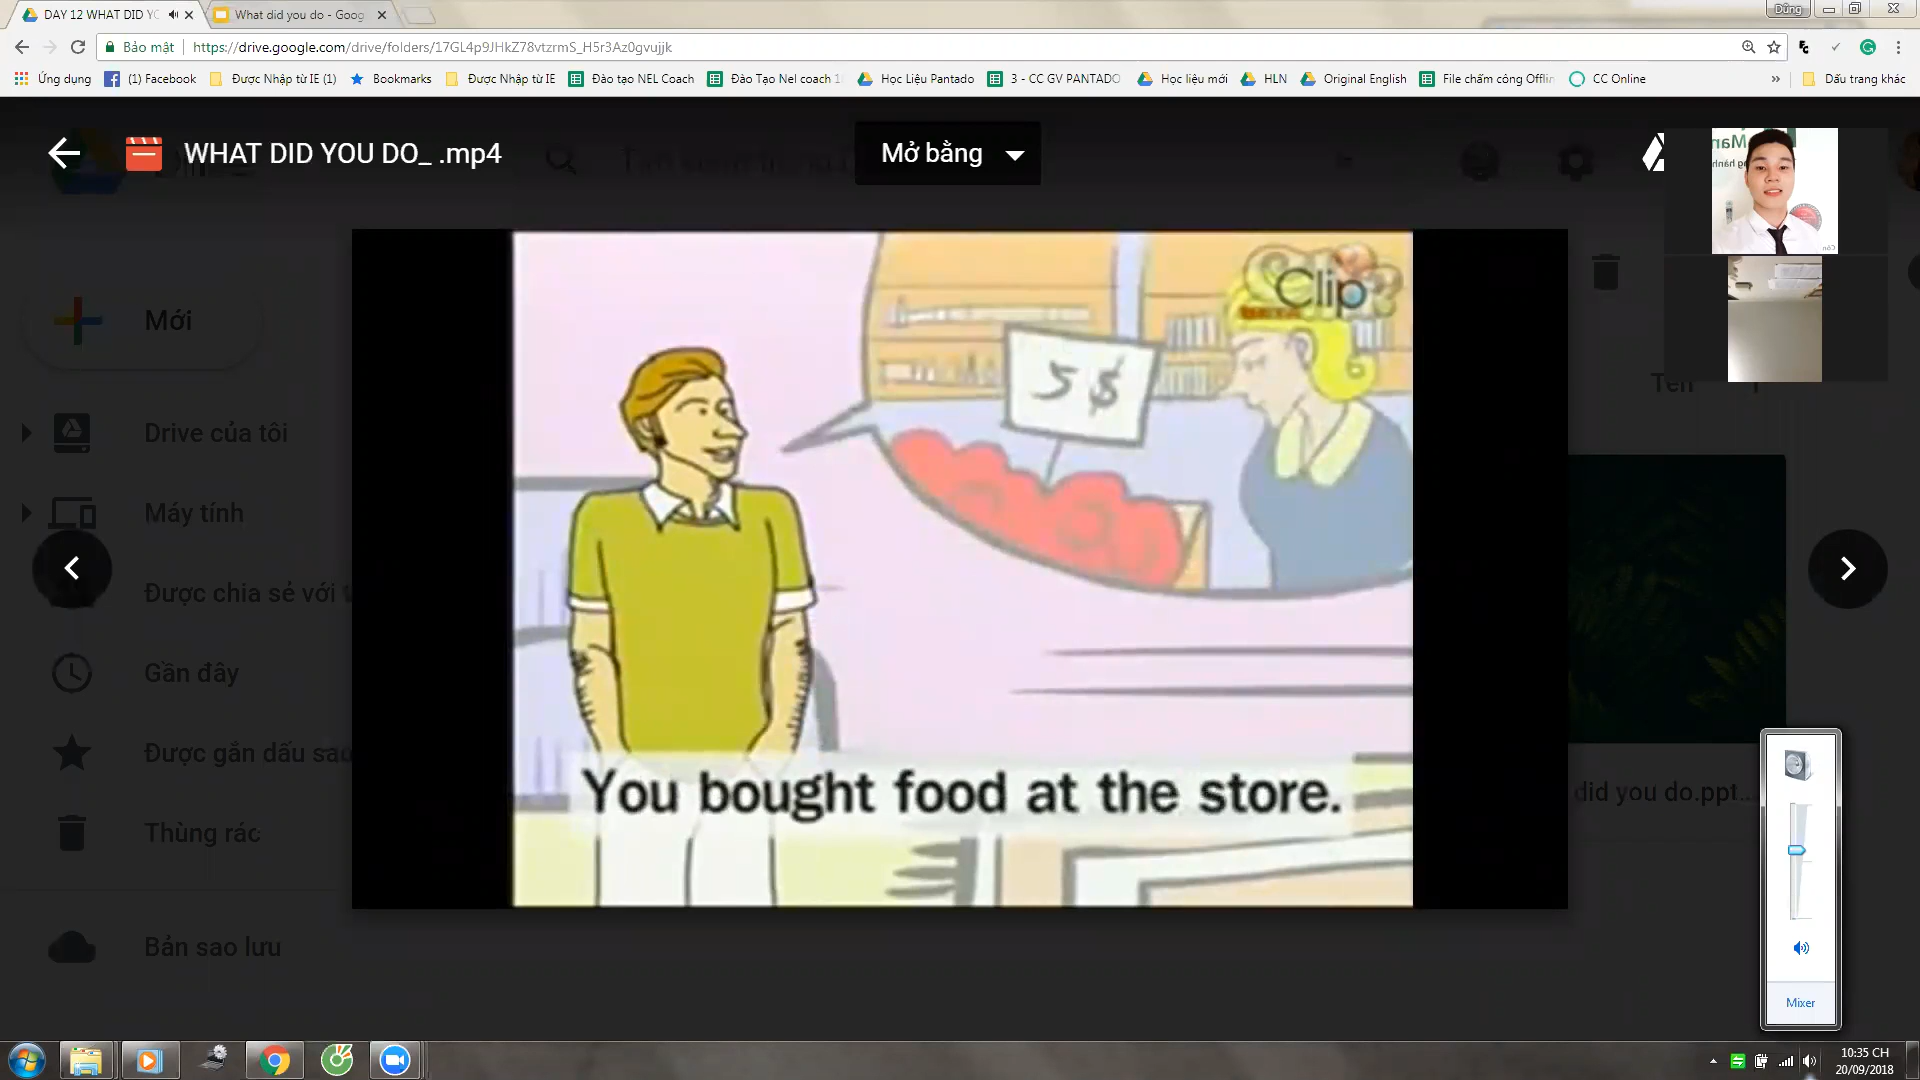 DAY 12 WHAT DID YO
What did you do - Goog
Dũng
Bảo mật
https://drive.google.com/drive/folders/17GL4p9JHkZ78vtzrmS_H5r3Az0gvujjk
Ứng dụng
(1) Facebook
Được Nhập từ IE (1)
Bookmarks
Được Nhập từ IE
Đào tạo NEL Coach
Đào Tạo Nel coach 1
Học Liệu Pantado
3 - CC GV PANTADO
Học liệu mới
HLN
Original English
File chấm công Offlin
CC Online
»
Dấu trang khác
WHAT DID YOU DO_ .mp4
Mở bằng
Mới
Drive của tôi
Máy tính
Được chia sẻ với t
Gần đây
Được gắn dấu sao
Thùng rác
Bản sao lưu
Clip
5 $
You bought food at the store.
Tên
did you do.ppt...
Mixer
10:35 CH
20/09/2018